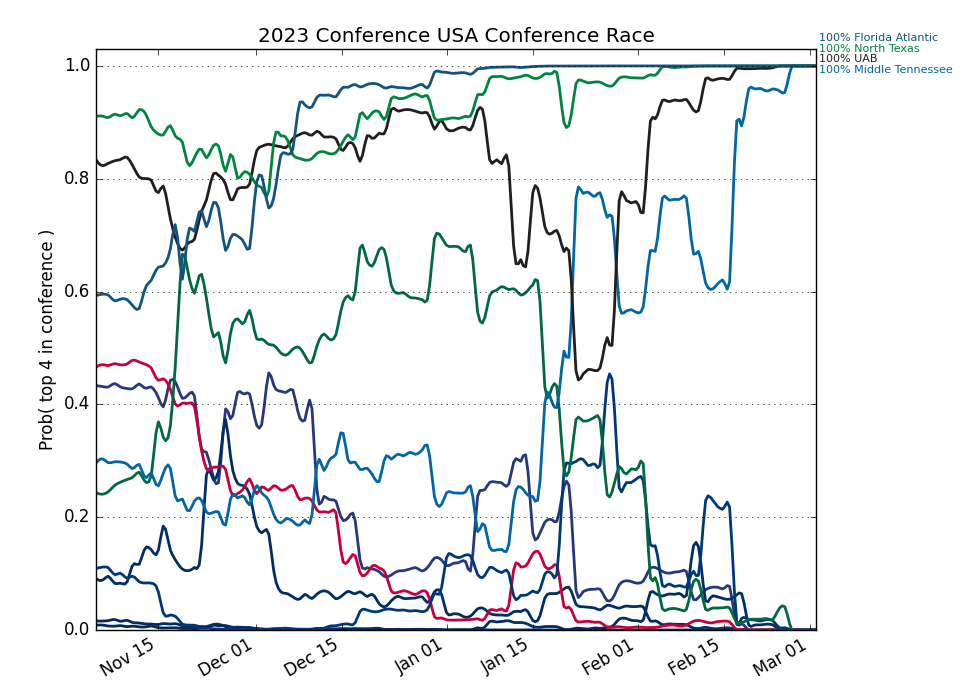 2023 Conference USA Conference Race
100% Florida Atlantic
100% North Texas
100% UAB
100% Middle Tennessee
Prob( top 4 in conference )
1.0
0.8
0.6
0.4
0.2
0.0
Nov 15
Dec 01
Dec 15
Jan 01
Jan 15
Feb 01
Feb 15
Mar 01